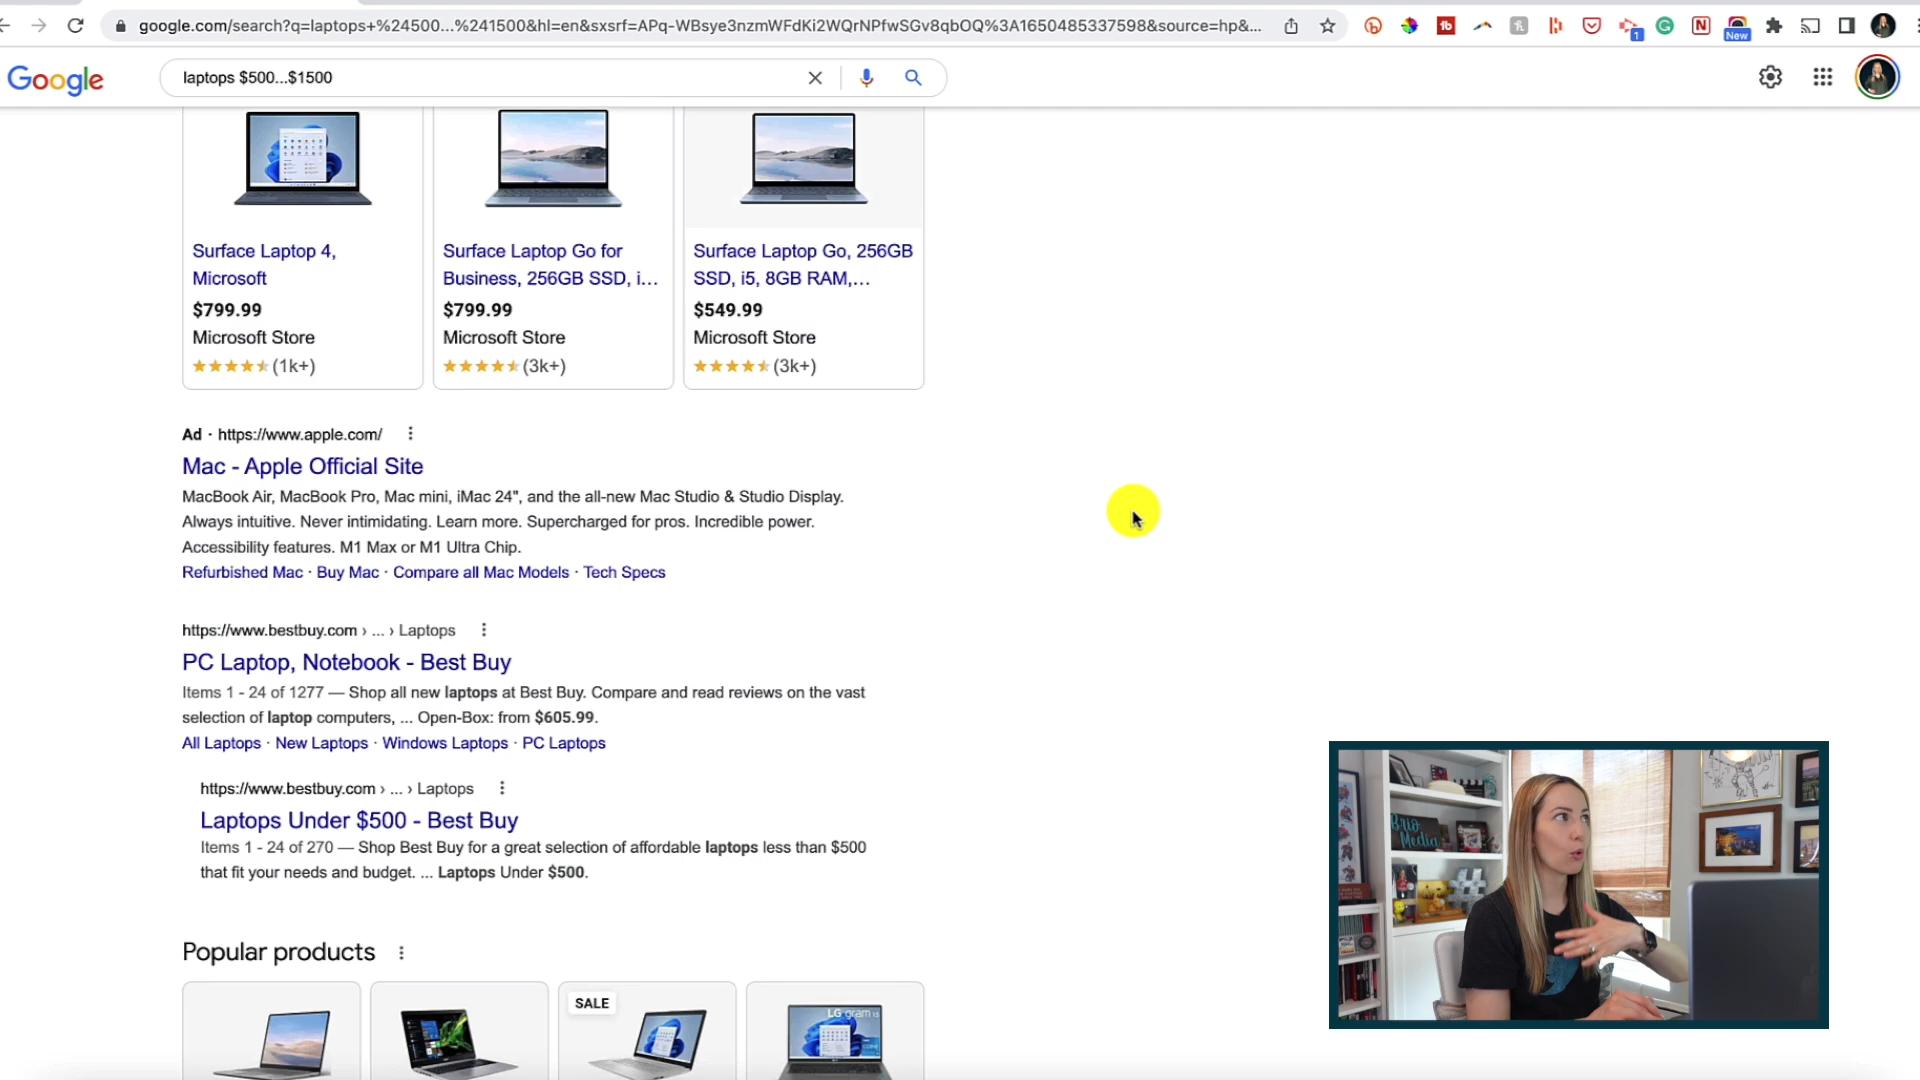 google.com/search?q=laptops+%24500...%241500&hl=en&sxsrf=APq-WBsye3nzmWFdKi2WQrNPfwSGv8qbOQ%3A1650485337598&source=hp&...
1
New
Google
laptops $500...$1500
Surface Laptop 4,
Microsoft
$799.99
Microsoft Store
(1k+)
Surface Laptop Go for
Business, 256GB SSD, i...
$799.99
Microsoft Store
(3k+)
Surface Laptop Go, 256GB
SSD, i5, 8GB RAM,...
$549.99
Microsoft Store
(3k+)
Ad · https://www.apple.com/
Mac - Apple Official Site
MacBook Air, MacBook Pro, Mac mini, iMac 24", and the all-new Mac Studio & Studio Display.
Always intuitive. Never intimidating. Learn more. Supercharged for pros. Incredible power.
Accessibility features. M1 Max or M1 Ultra Chip.
Refurbished Mac · Buy Mac · Compare all Mac Models · Tech Specs
https://www.bestbuy.com › ... › Laptops
PC Laptop, Notebook - Best Buy
Items 1 - 24 of 1277 — Shop all new laptops at Best Buy. Compare and read reviews on the vast
selection of laptop computers, ... Open-Box: from $605.99.
All Laptops · New Laptops · Windows Laptops · PC Laptops
https://www.bestbuy.com › ... › Laptops
Laptops Under $500 - Best Buy
Items 1 - 24 of 270 — Shop Best Buy for a great selection of affordable laptops less than $500
that fit your needs and budget. ... Laptops Under $500.
Popular products
SALE
LG gram
Brio
Media